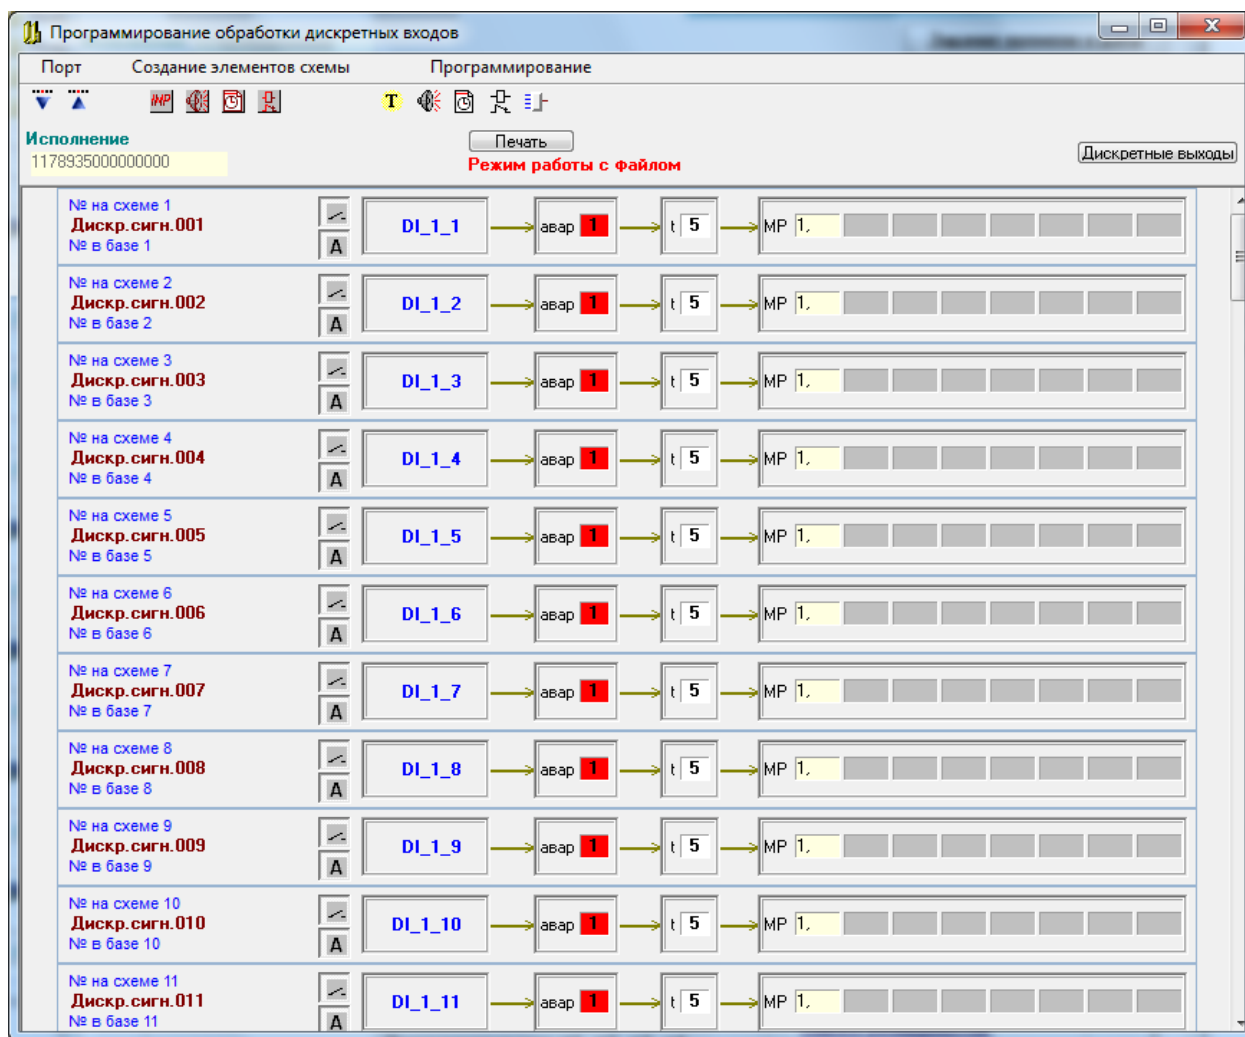 Программирование обработки дискретных входов
Порт Создание элементов схемы Программирование
IMP T
Исполнение Печать Дискретные выходы
1178935000000000 Режим работы с файлом
№ на схеме 1
Дискр.сигн.001 DI_1_1 авар 1 t 5 МР 1,
№ в базе 1 A
№ на схеме 2
Дискр.сигн.002 DI_1_2 авар 1 t 5 МР 1,
№ в базе 2 A
№ на схеме 3
Дискр.сигн.003 DI_1_3 авар 1 t 5 МР 1,
№ в базе 3 A
№ на схеме 4
Дискр.сигн.004 DI_1_4 авар 1 t 5 МР 1,
№ в базе 4 A
№ на схеме 5
Дискр.сигн.005 DI_1_5 авар 1 t 5 МР 1,
№ в базе 5 A
№ на схеме 6
Дискр.сигн.006 DI_1_6 авар 1 t 5 МР 1,
№ в базе 6 A
№ на схеме 7
Дискр.сигн.007 DI_1_7 авар 1 t 5 МР 1,
№ в базе 7 A
№ на схеме 8
Дискр.сигн.008 DI_1_8 авар 1 t 5 МР 1,
№ в базе 8 A
№ на схеме 9
Дискр.сигн.009 DI_1_9 авар 1 t 5 МР 1,
№ в базе 9 A
№ на схеме 10
Дискр.сигн.010 DI_1_10 авар 1 t 5 МР 1,
№ в базе 10 A
№ на схеме 11
Дискр.сигн.011 DI_1_11 авар 1 t 5 МР 1,
№ в базе 11 A